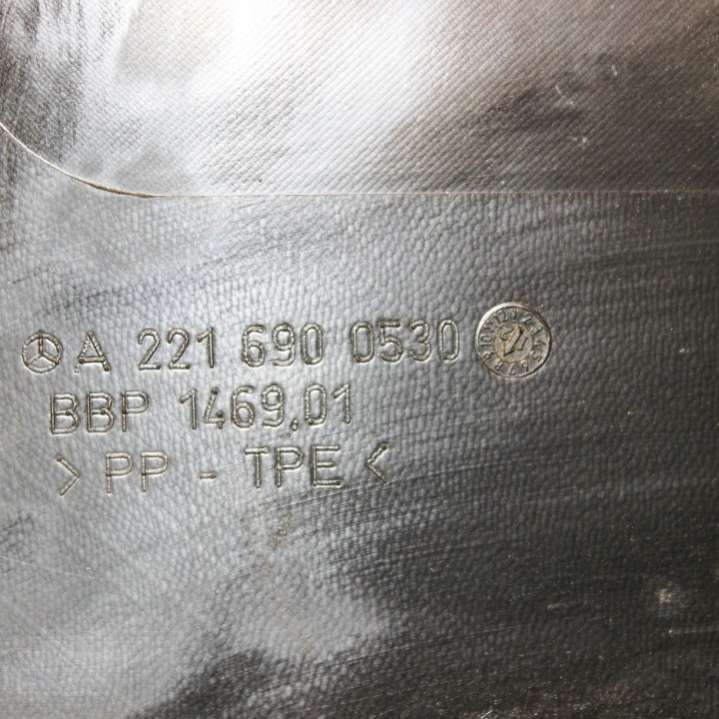 A 221 690 0530
BBP 1469.01
> PP - TPE <